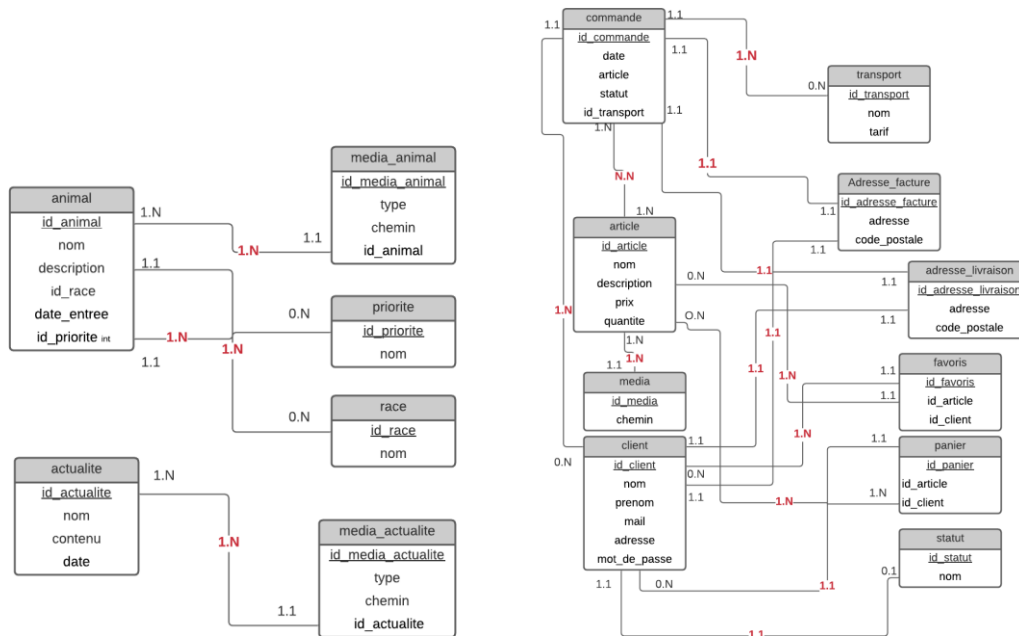 animal
id_animal
nom
description
id_race
date_entree
id_priorite int
1.N
1.N
1.1
1.1
1.N
1.1
0.N
1.N
0.N
media_animal
id_media_animal
type
chemin
id_animal
priorite
id_priorite
nom
race
id_race
nom
actualite
id_actualite
nom
contenu
date
1.N
1.N
1.1
media_actualite
id_media_actualite
type
chemin
id_actualite
commande
id_commande
date
article
statut
id_transport
1.1
1.1
1.1
1.1
1.N
1.N
0.N
transport
id_transport
nom
tarif
1.1
1.1
1.1
Adresse_facture
id_adresse_facture
adresse
code_postale
N.N
1.N
article
id_article
nom
description
prix
quantite
0.N
O.N
1.N
1.N
1.1
1.1
1.1
1.1
adresse_livraison
id_adresse_livraison
adresse
code_postale
1.N
1.1
1.1
media
id_media
chemin
1.1
1.1
1.N
1.N
favoris
id_favoris
id_article
id_client
client
id_client
nom
prenom
mail
adresse
mot_de_passe
0.N
1.1
0.N
1.1
1.1
0.N
1.1
1.N
1.N
1.1
panier
id_panier
id_article
id_client
statut
id_statut
nom
0.1
1.1